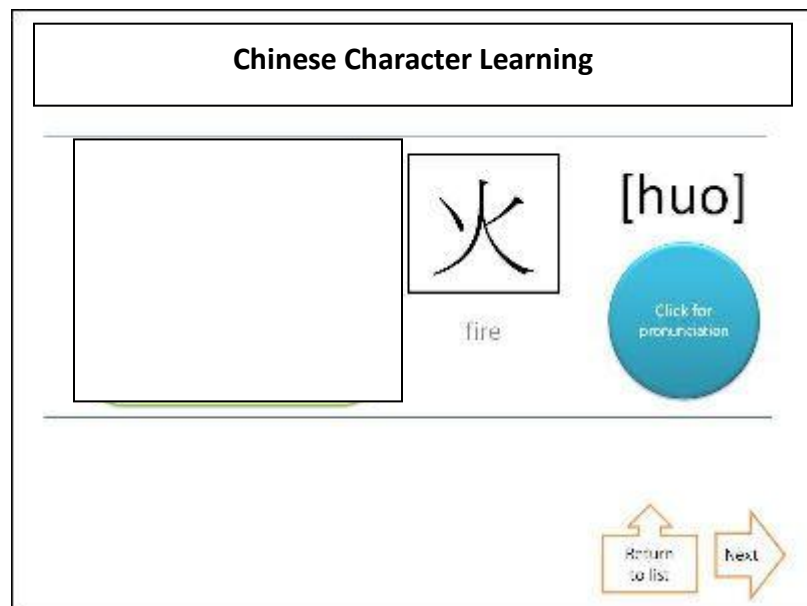 Chinese Character Learning
火
[huo]
fire
Click for
pronunciation
Return
to list
Next